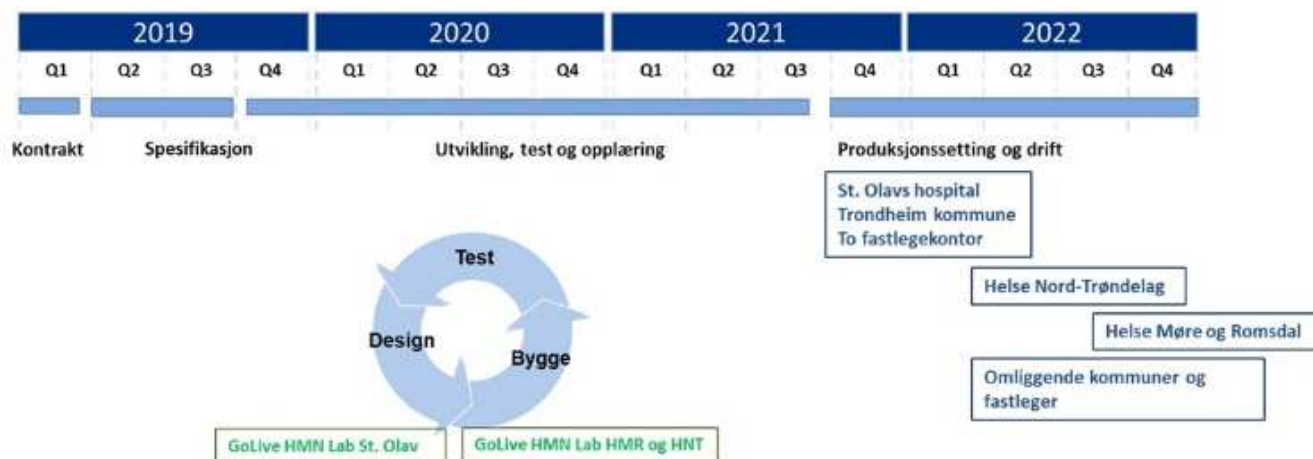 2019 2020 2021 2022
Q1 Q2 Q3 Q4 Q1 Q2 Q3 Q4 Q1 Q2 Q3 Q4 Q1 Q2 Q3 Q4
Kontrakt Spesifikasjon Utvikling, test og opplæring Produksjonssetting og drift
St. Olavs hospital
Trondheim kommune
To fastlegekontor
Test
Design
Bygge
Helse Nord-Trøndelag
Helse Møre og Romsdal
Omliggende kommuner og
fastleger
GoLive HMN Lab St. Olav
GoLive HMN Lab HMR og HNT